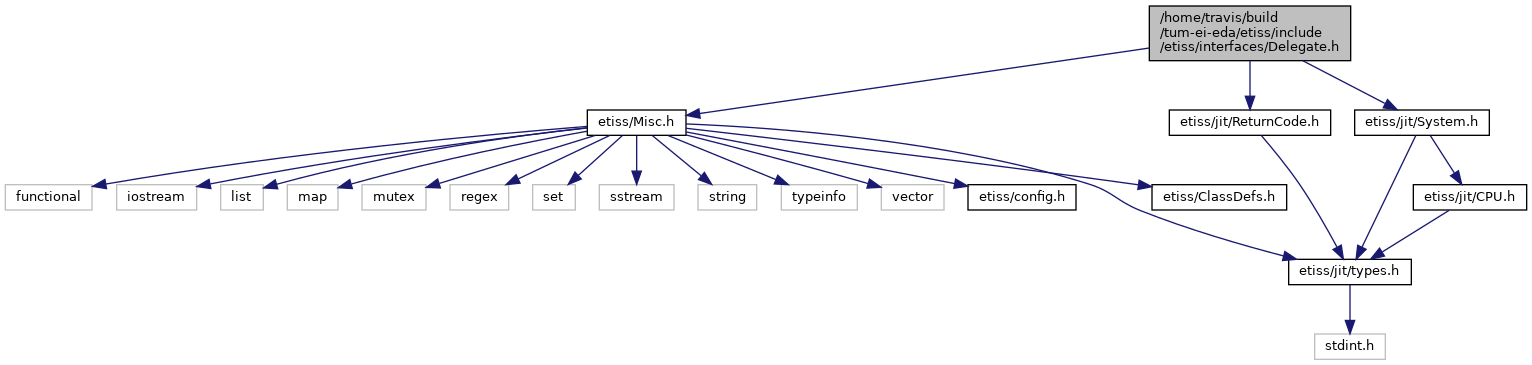 /home/travis/build
/tum-ei-eda/etiss/include
/etiss/interfaces/Delegate.h
etiss/Misc.h
etiss/jit/ReturnCode.h
etiss/jit/System.h
functional
iostream
list
map
mutex
regex
set
sstream
string
typeinfo
vector
etiss/config.h
etiss/ClassDefs.h
etiss/jit/CPU.h
etiss/jit/types.h
stdint.h